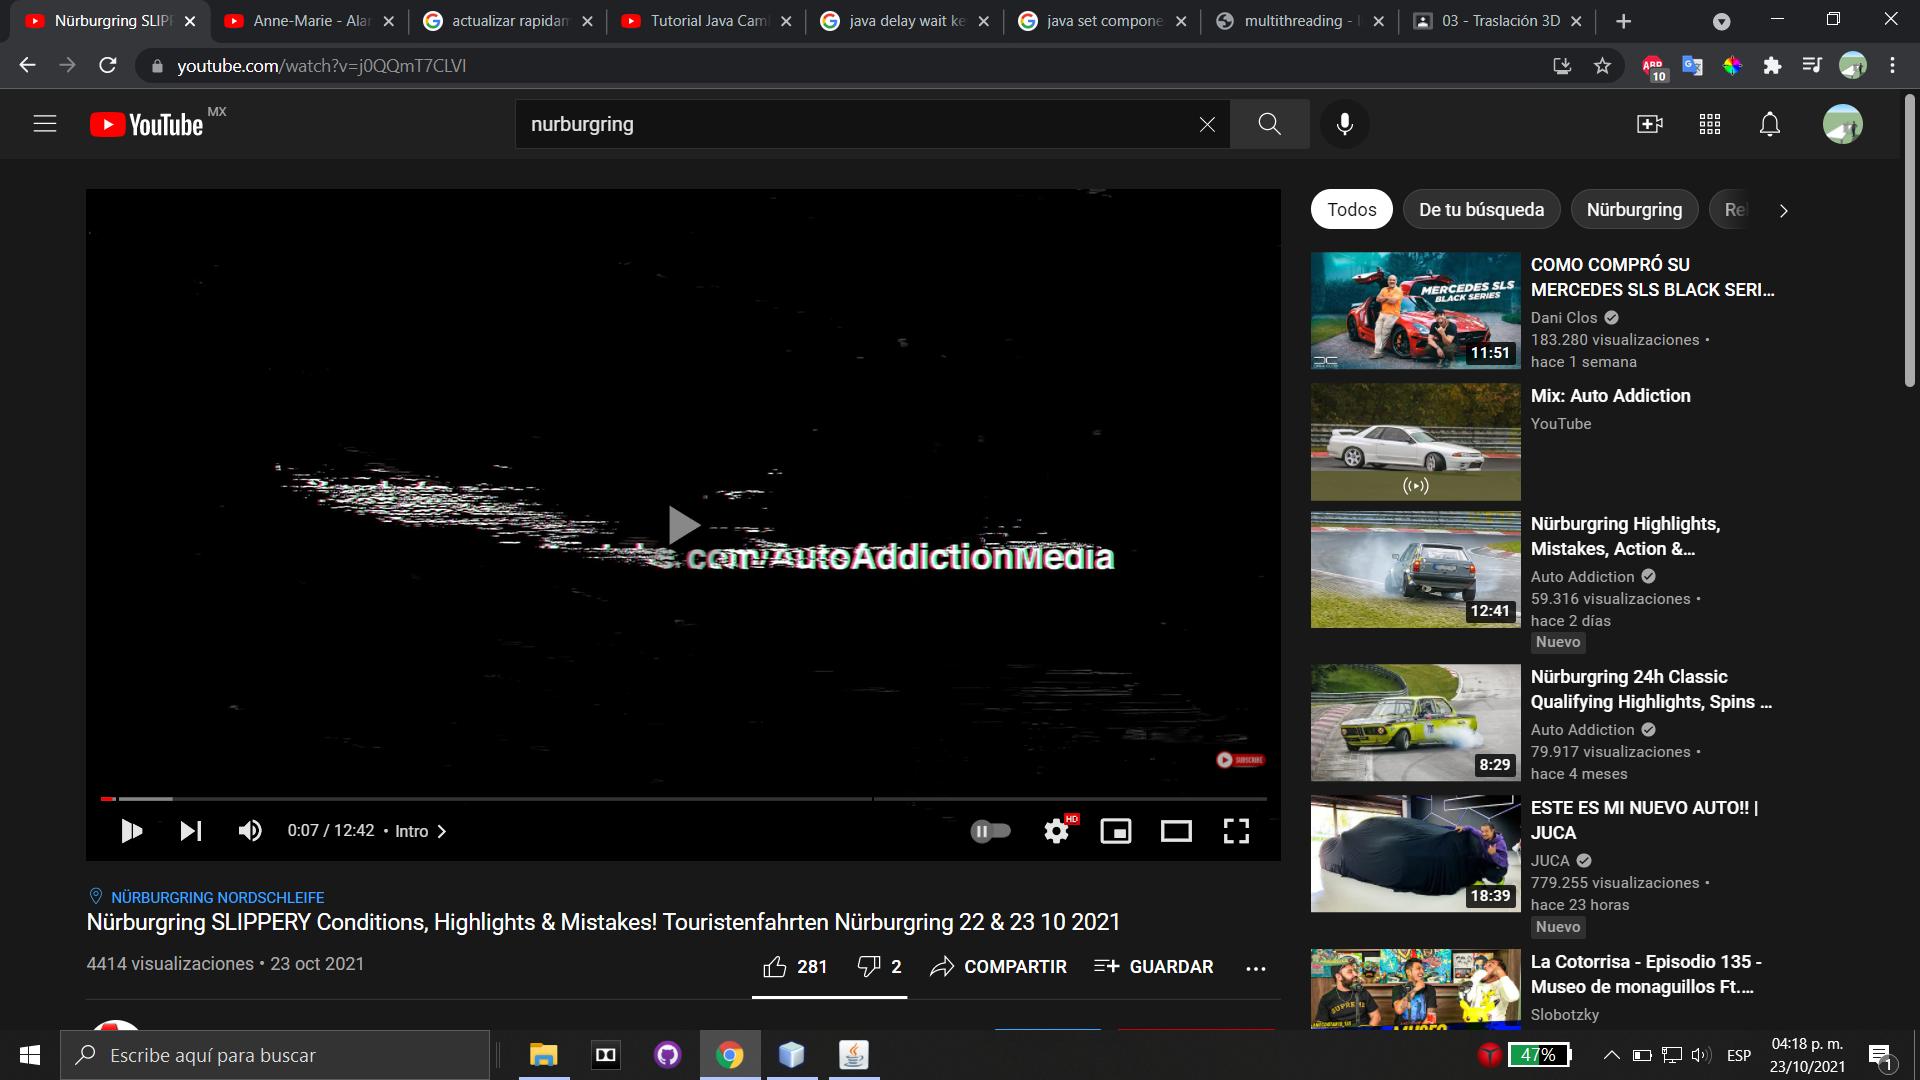 Nürburgring SLIPP
Anne-Marie - Alar
actualizar rapidam
Tutorial Java Cam
java delay wait ke
java set compone
multithreading -
03 - Traslación 3D
youtube.com/watch?v=j0QQmT7CLVI
ABP
10
YouTube MX
nurburgring
Todos
De tu búsqueda
Nürburgring
Rel
COMO COMPRÓ SU
MERCEDES SLS BLACK SERI...
Dani Clos
183.280 visualizaciones •
hace 1 semana
MERCEDES SLS
BLACK SERIES
11:51
Mix: Auto Addiction
YouTube
Nürburgring Highlights,
Mistakes, Action &...
Auto Addiction
59.316 visualizaciones •
hace 2 días
Nuevo
12:41
Nürburgring 24h Classic
Qualifying Highlights, Spins ...
Auto Addiction
79.917 visualizaciones •
hace 4 meses
8:29
ESTE ES MI NUEVO AUTO!! |
JUCA
JUCA
779.255 visualizaciones •
hace 23 horas
Nuevo
18:39
La Cotorrisa - Episodio 135 -
Museo de monaguillos Ft....
Slobotzky
SUPREME
MUSEO
.com/AutoAddictionMedia
SUBSCRIBE
0:07 / 12:42 • Intro
HD
NÜRBURGRING NORDSCHLEIFE
Nürburgring SLIPPERY Conditions, Highlights & Mistakes! Touristenfahrten Nürburgring 22 & 23 10 2021
4414 visualizaciones • 23 oct 2021
281
2
COMPARTIR
GUARDAR
Escribe aquí para buscar
47%
ESP
04:18 p. m.
23/10/2021
1